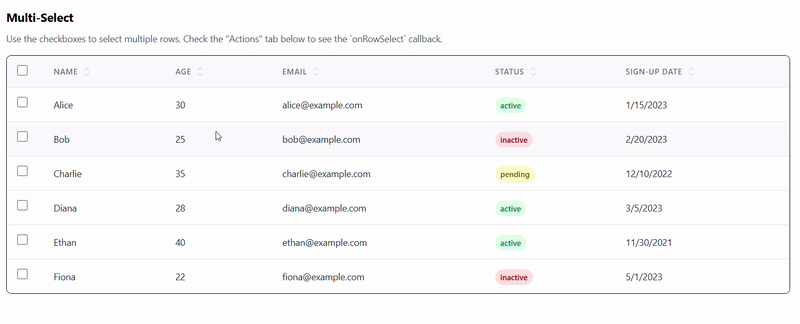 Multi-Select
Use the checkboxes to select multiple rows. Check the "Actions" tab below to see the `onRowSelect` callback.
NAME AGE EMAIL STATUS SIGN-UP DATE
Alice 30 alice@example.com active 1/15/2023
Bob 25 bob@example.com inactive 2/20/2023
Charlie 35 charlie@example.com pending 12/10/2022
Diana 28 diana@example.com active 3/5/2023
Ethan 40 ethan@example.com active 11/30/2021
Fiona 22 fiona@example.com inactive 5/1/2023